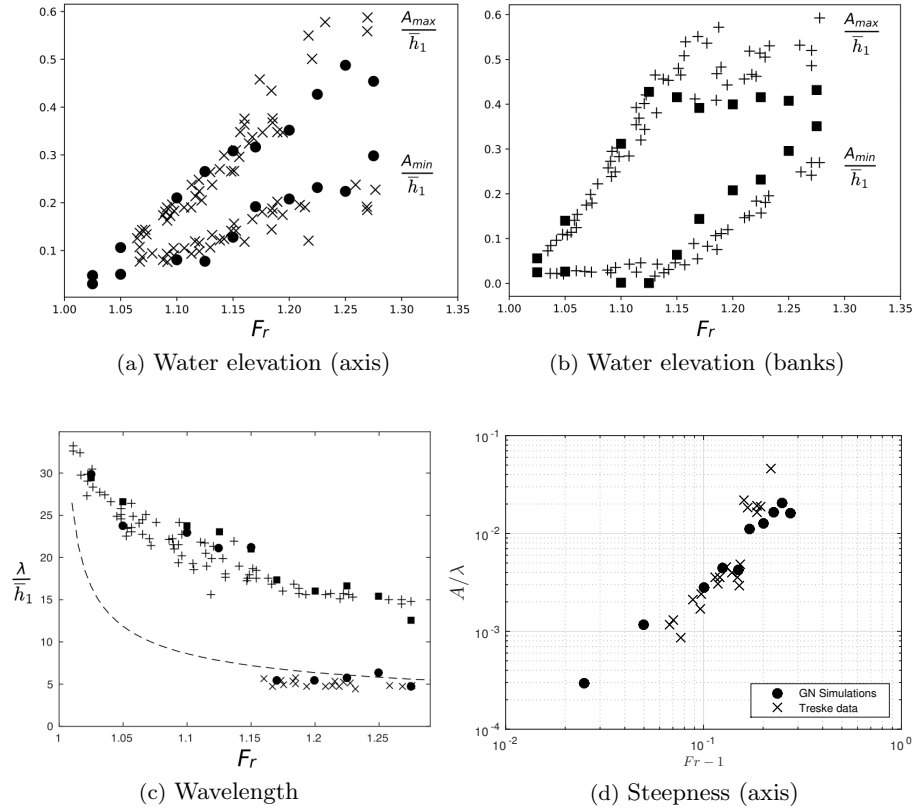 0.6
0.5
0.4
0.3
0.2
0.1
1.00 1.05 1.10 1.15 1.20 1.25 1.30 1.35
Fr
A_max
h̅_1
A_min
h̅_1
(a) Water elevation (axis)
0.6
0.5
0.4
0.3
0.2
0.1
0.0
1.00 1.05 1.10 1.15 1.20 1.25 1.30 1.35
Fr
A_max
h̅_1
A_min
h̅_1
(b) Water elevation (banks)
λ
h̅_1
30
25
20
15
10
5
0
1 1.05 1.1 1.15 1.2 1.25
Fr
(c) Wavelength
A/λ
10^-1
10^-2
10^-3
10^-4
10^-2 10^-1 10^0
Fr − 1
GN Simulations
Treske data
(d) Steepness (axis)